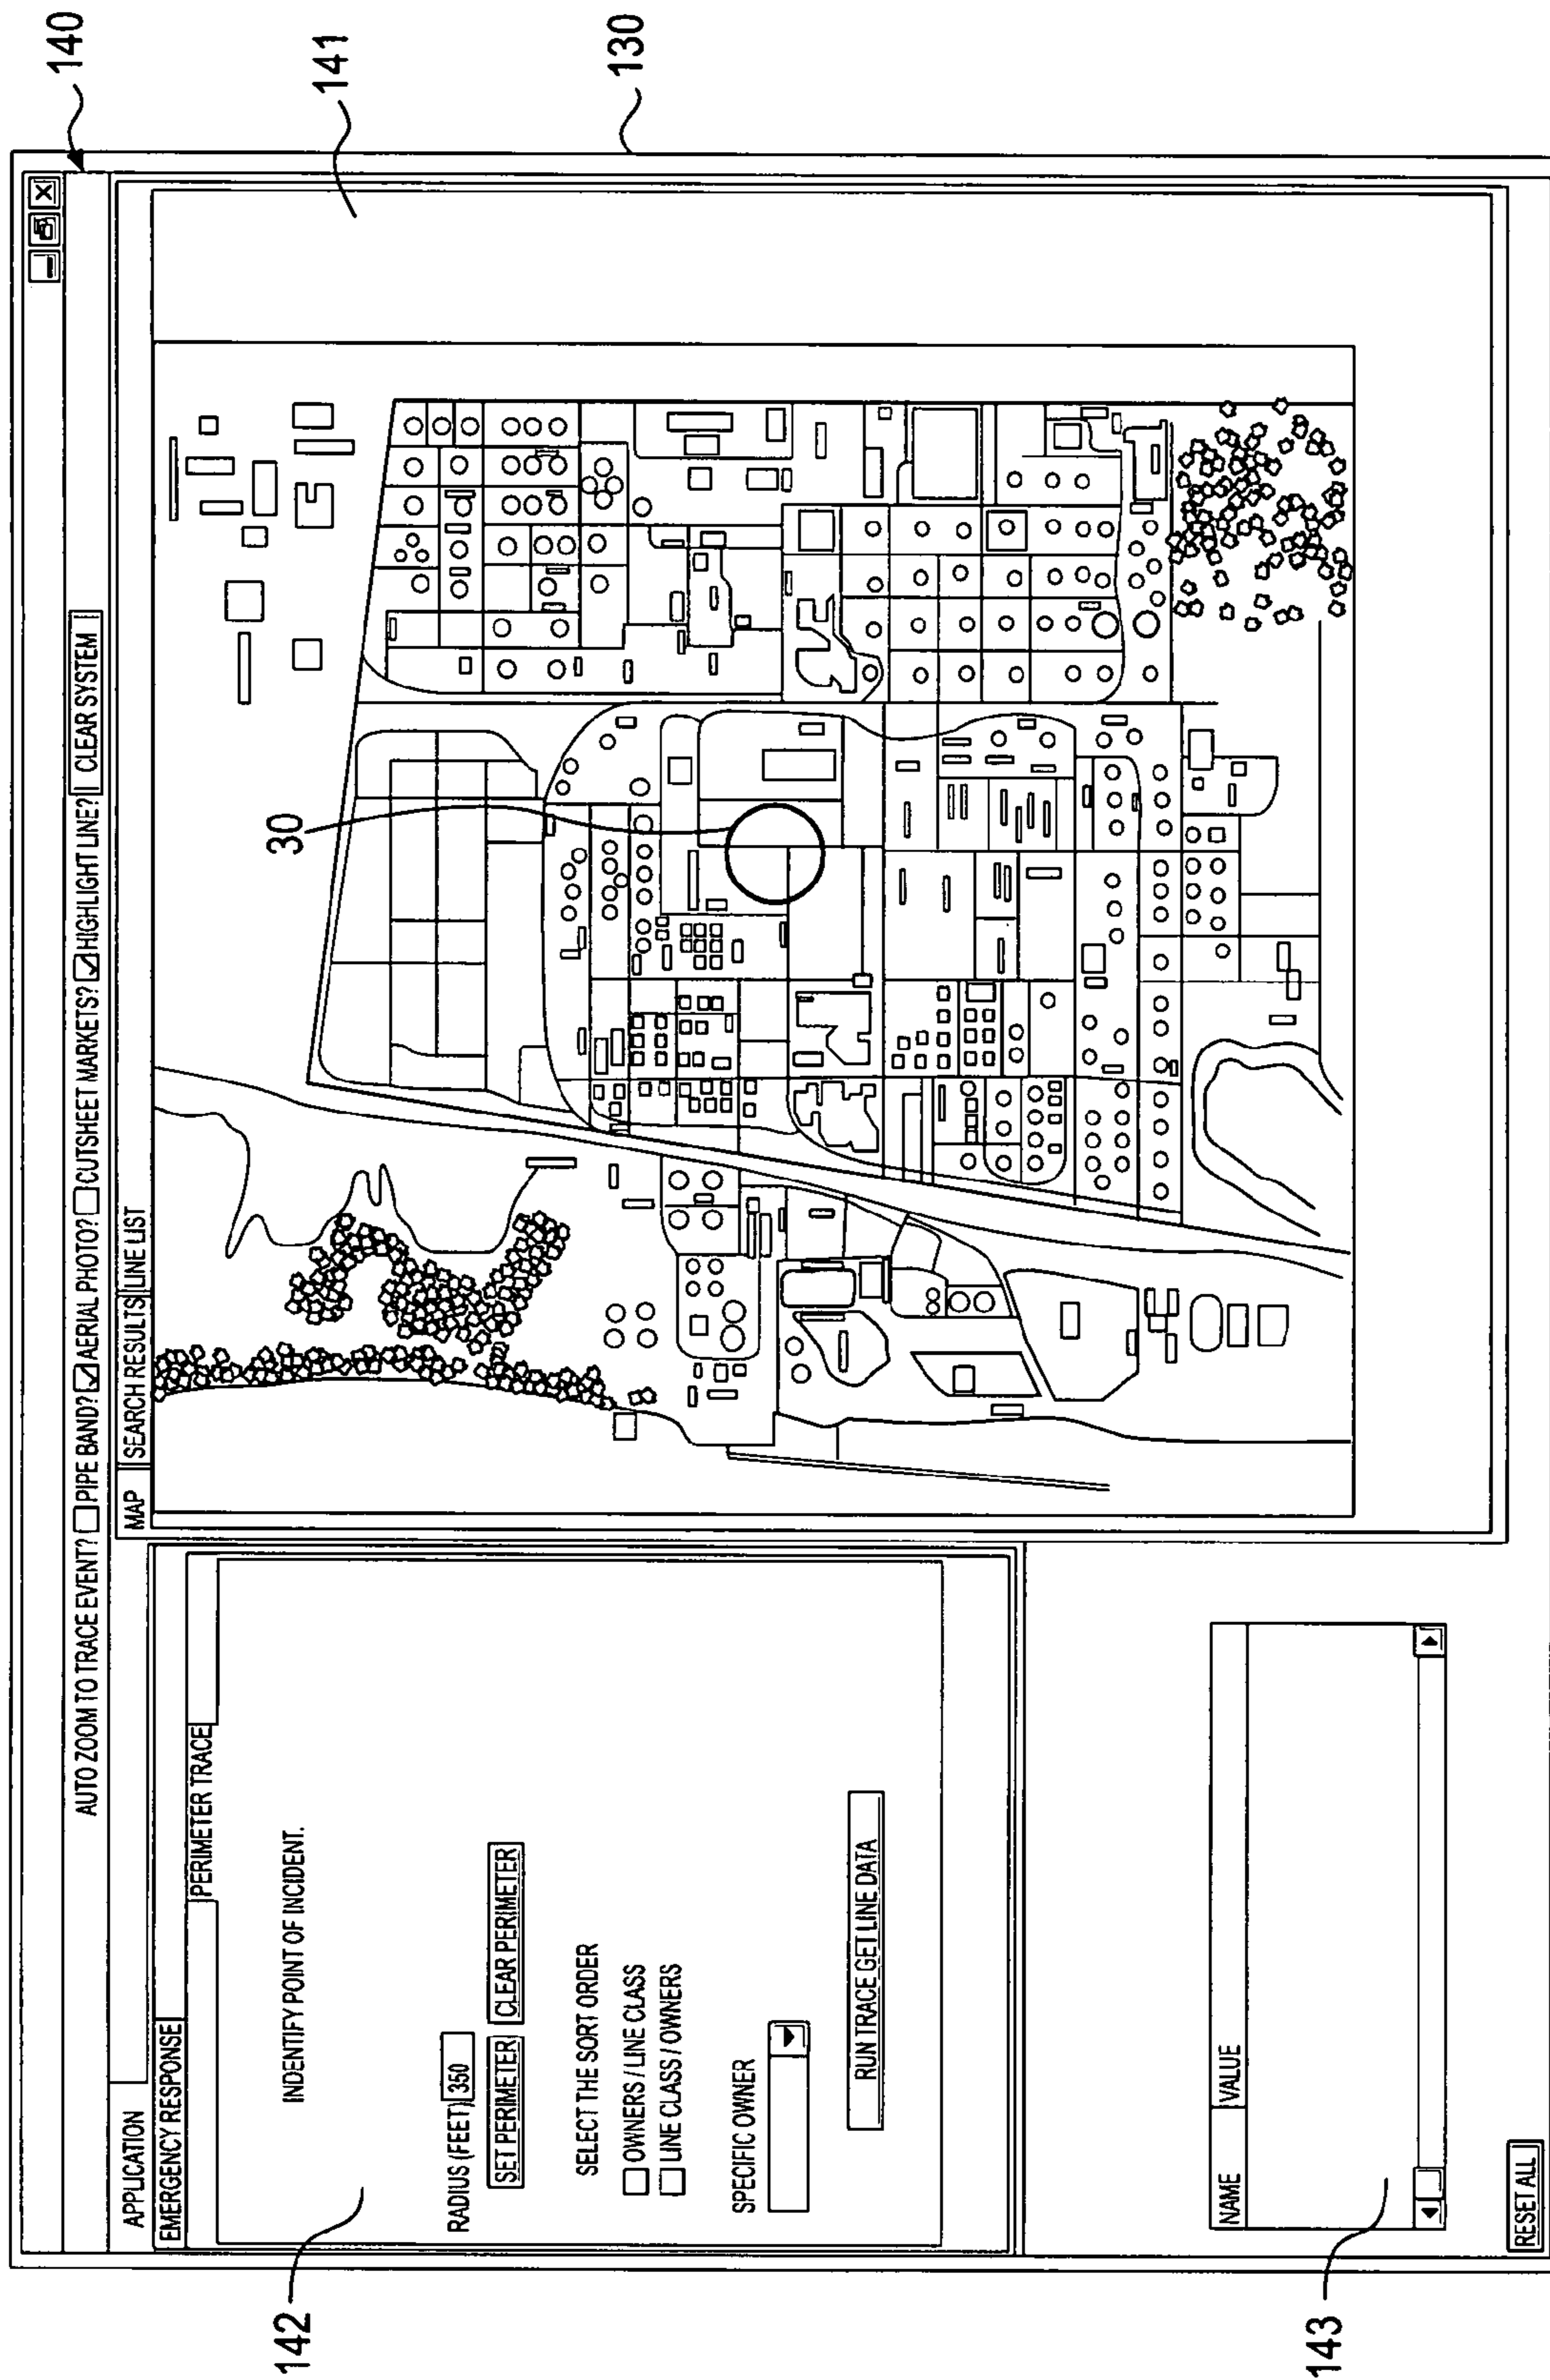 140
141
130
AUTO ZOOM TO TRACE EVENT? PIPE BAND? AERIAL PHOTO? CUTSHEET MARKETS? HIGHLIGHT LINE? CLEAR SYSTEM
APPLICATION
MAP SEARCH RESULTS LINE LIST
EMERGENCY RESPONSE
PERIMETER TRACE
142
INDENTIFY POINT OF INCIDENT.
30
RADIUS (FEET) 350
SET PERIMETER CLEAR PERIMETER
SELECT THE SORT ORDER
OWNERS / LINE CLASS
LINE CLASS / OWNERS
SPECIFIC OWNER
RUN TRACE GET LINE DATA
NAME VALUE
143
RESET ALL